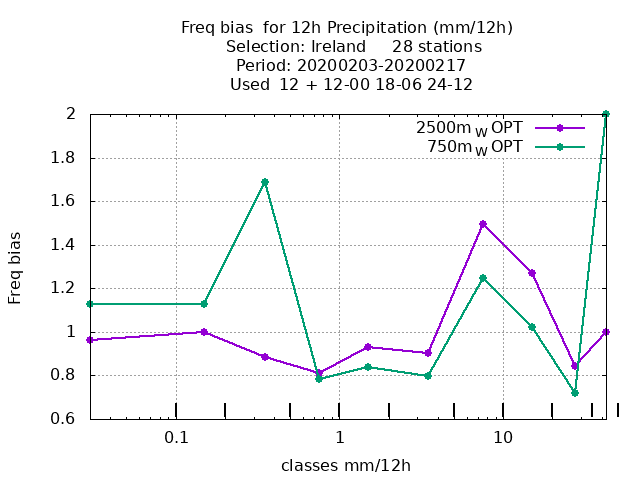 Freq bias  for 12h Precipitation (mm/12h)
Selection: Ireland     28 stations
Period: 20200203-20200217
Used  12 + 12-00 18-06 24-12
2500m W OPT
750m W OPT
2
1.8
1.6
1.4
1.2
1
0.8
0.6
Freq bias
0.1 1 10
classes mm/12h